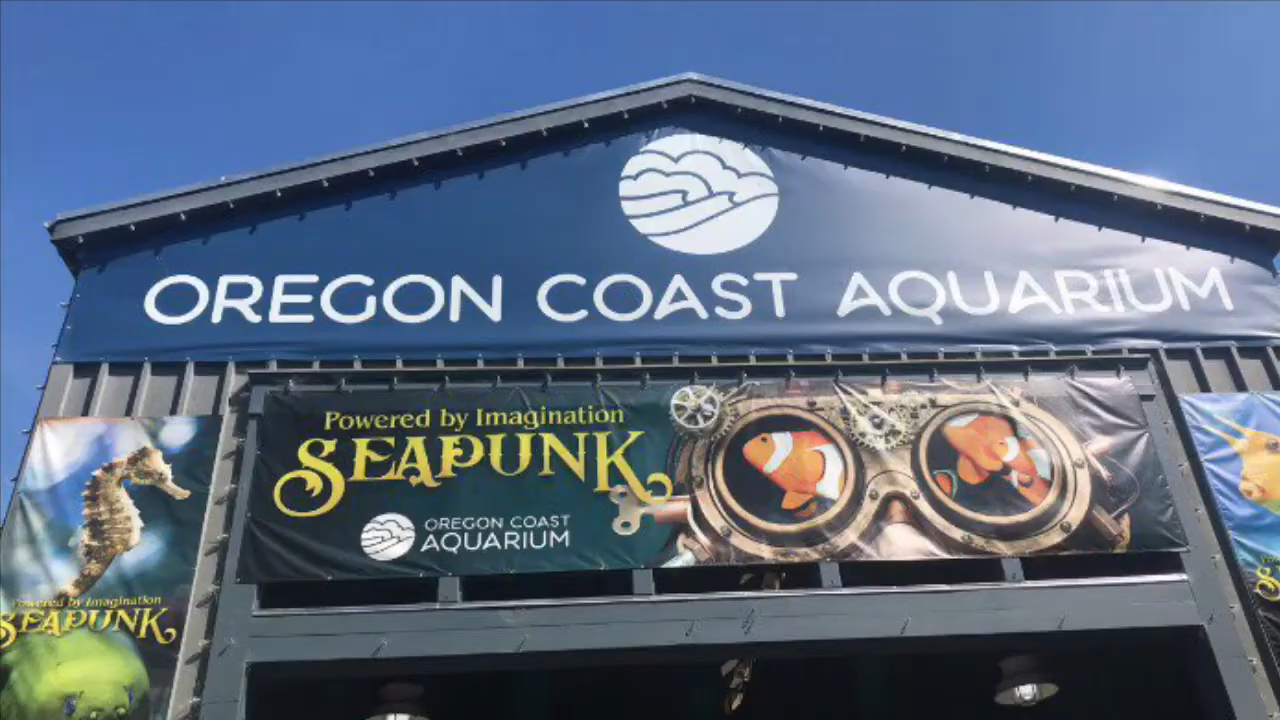 OREGON COAST AQUARIUM
Powered by Imagination
SEAPUNK
OREGON COAST
AQUARIUM
Powered by Imagination
SEAPUNK